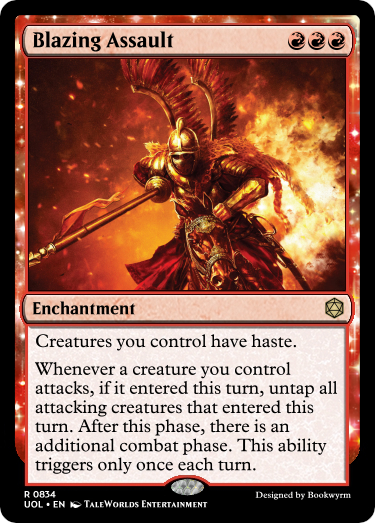 Blazing Assault
Enchantment
Creatures you control have haste.
Whenever a creature you control
attacks, if it entered this turn, untap all
attacking creatures that entered this
turn. After this phase, there is an
additional combat phase. This ability
triggers only once each turn.
R 0834
UOL • EN TaleWorlds Entertainment
Designed by Bookwyrm